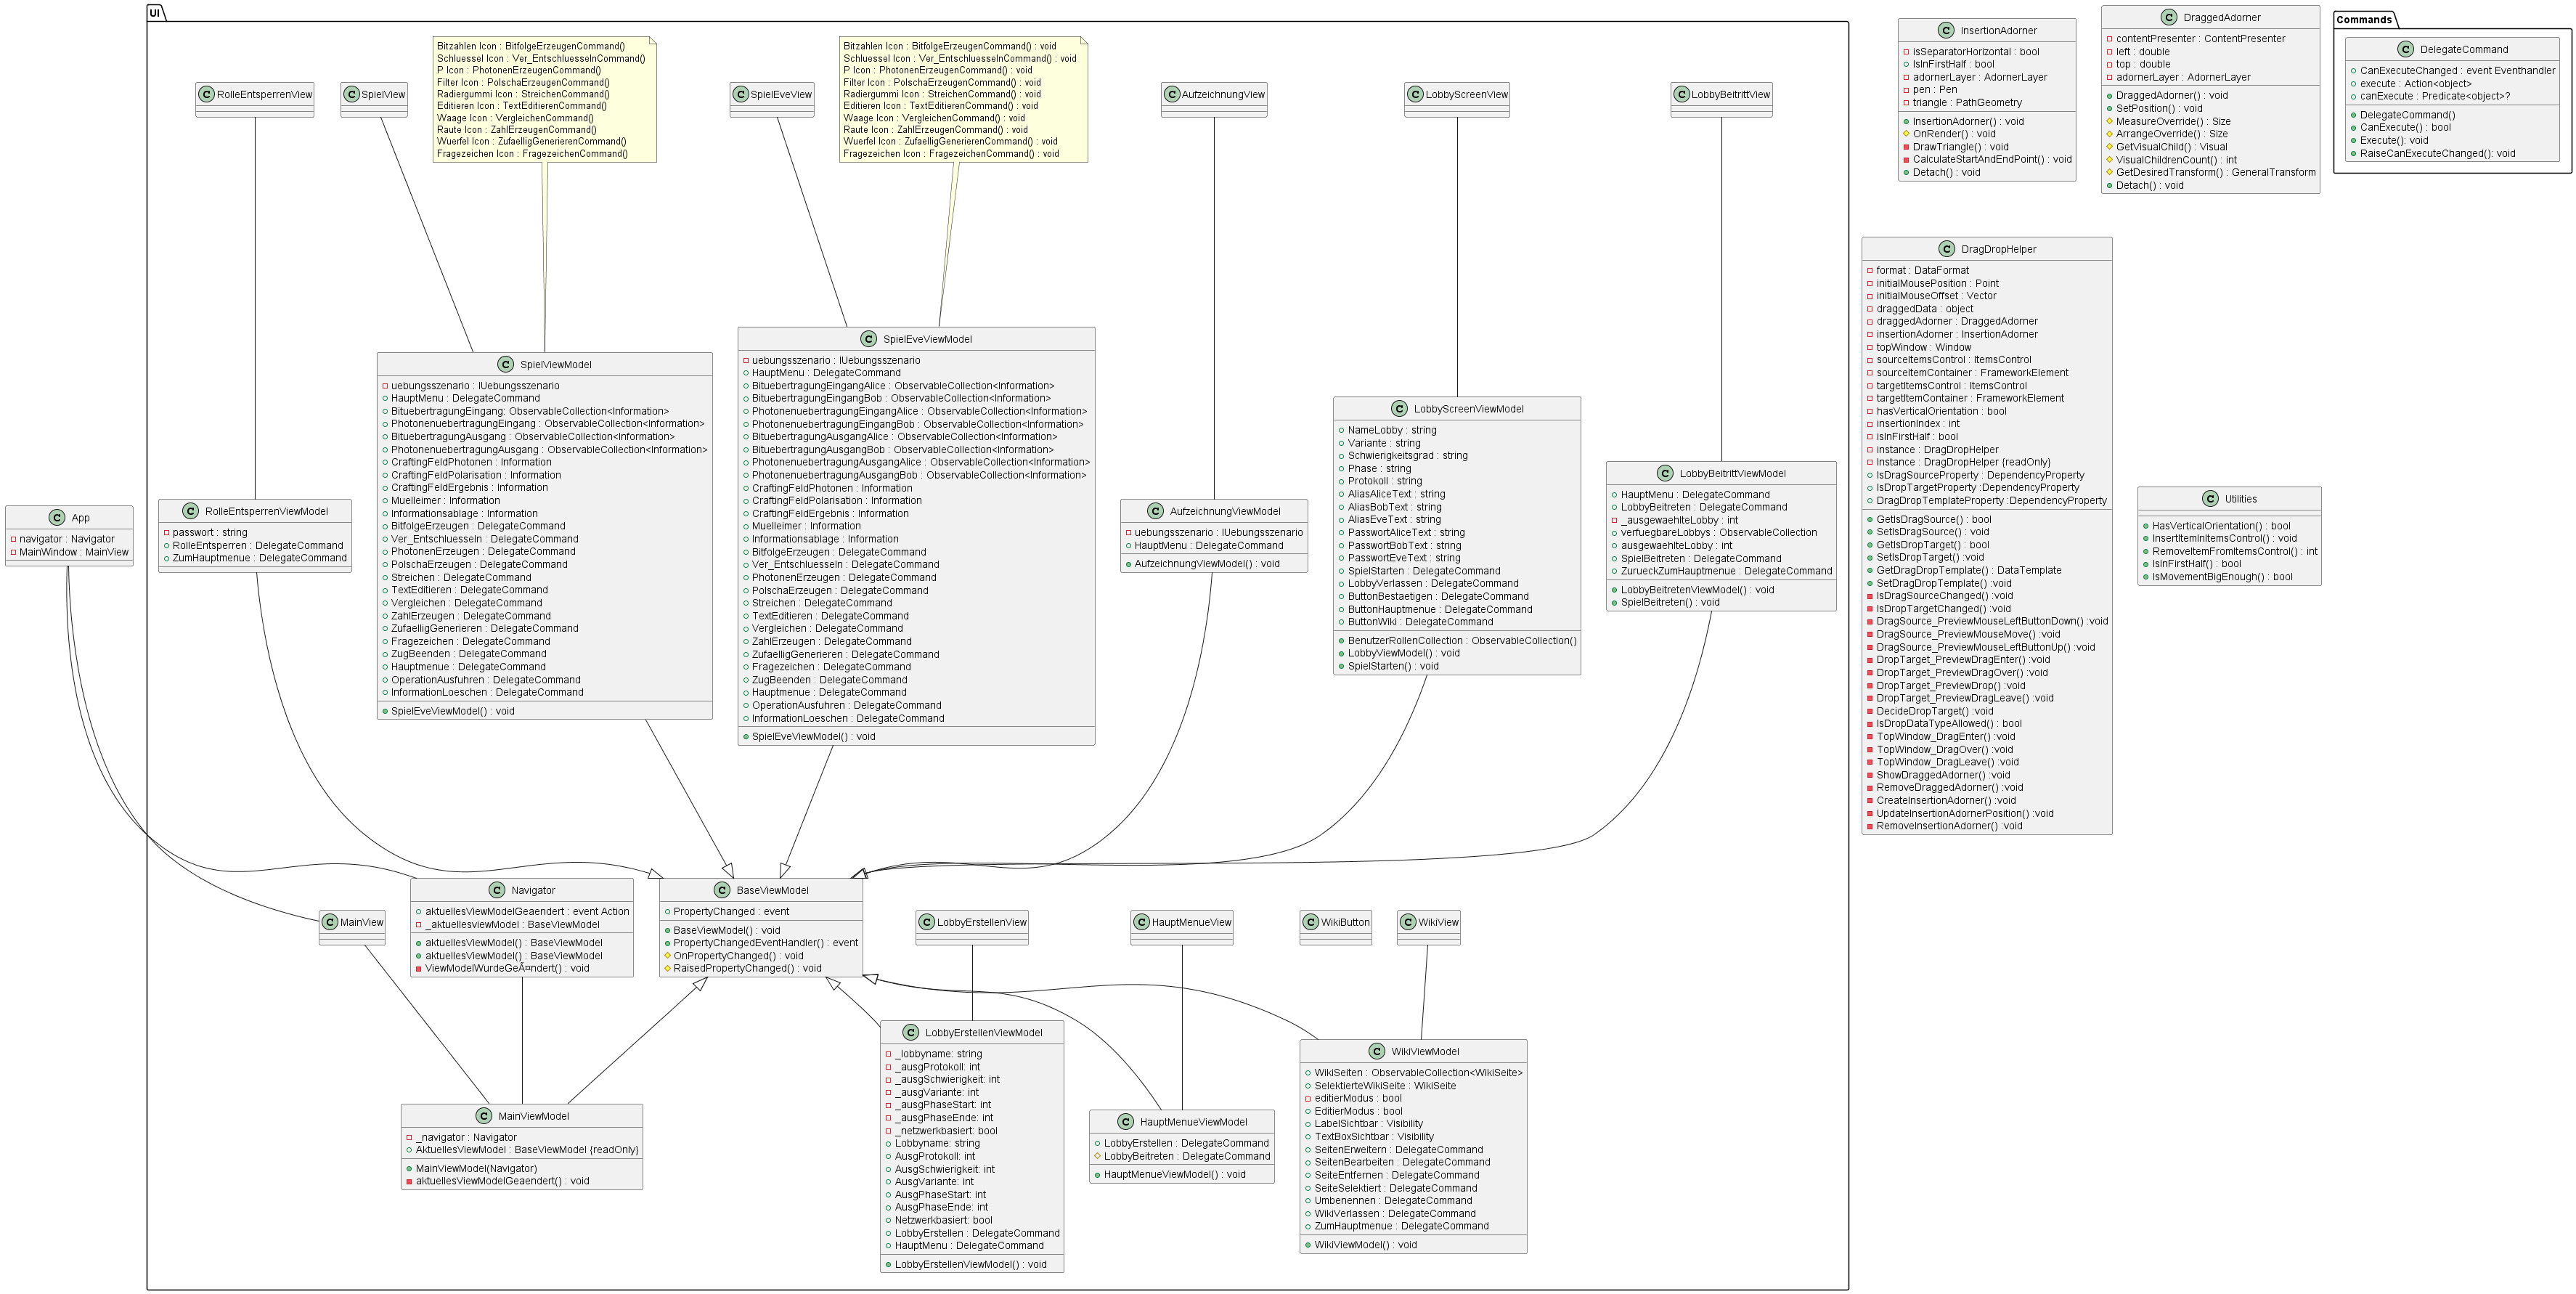 UI
RolleEntsperrenView
SpielView
Bitzahlen Icon : BitfolgeErzeugenCommand()
Schluessel Icon : Ver_EntschluesselnCommand()
P Icon : PhotonenErzeugenCommand()
Filter Icon : PolschaErzeugenCommand()
Radiergummi Icon : StreichenCommand()
Editieren Icon : TextEditierenCommand()
Waage Icon : VergleichenCommand()
Raute Icon : ZahlErzeugenCommand()
Wuerfel Icon : ZufaelligGenerierenCommand()
Fragezeichen Icon : FragezeichenCommand()
SpielEveView
Bitzahlen Icon : BitfolgeErzeugenCommand() : void
Schluessel Icon : Ver_EntschluesselnCommand() : void
P Icon : PhotonenErzeugenCommand() : void
Filter Icon : PolschaErzeugenCommand() : void
Radiergummi Icon : StreichenCommand() : void
Editieren Icon : TextEditierenCommand() : void
Waage Icon : VergleichenCommand() : void
Raute Icon : ZahlErzeugenCommand() : void
Wuerfel Icon : ZufaelligGenerierenCommand() : void
Fragezeichen Icon : FragezeichenCommand() : void
AufzeichnungView
LobbyScreenView
LobbyBeitrittView
InsertionAdorner
isSeparatorHorizontal : bool
IsInFirstHalf : bool
adornerLayer : AdornerLayer
pen : Pen
triangle : PathGeometry
InsertionAdorner() : void
OnRender() : void
DrawTriangle() : void
CalculateStartAndEndPoint() : void
Detach() : void
DraggedAdorner
contentPresenter : ContentPresenter
left : double
top : double
adornerLayer : AdornerLayer
DraggedAdorner() : void
SetPosition() : void
MeasureOverride() : Size
ArrangeOverride() : Size
GetVisualChild() : Visual
VisualChildrenCount() : int
GetDesiredTransform() : GeneralTransform
Detach() : void
Commands
DelegateCommand
CanExecuteChanged : event Eventhandler
execute : Action<object>
canExecute : Predicate<object>?
DelegateCommand()
CanExecute() : bool
Execute(): void
RaiseCanExecuteChanged(): void
App
navigator : Navigator
MainWindow : MainView
RolleEntsperrenViewModel
passwort : string
RolleEntsperren : DelegateCommand
ZumHauptmenue : DelegateCommand
SpielViewModel
uebungsszenario : IUebungsszenario
HauptMenu : DelegateCommand
BituebertragungEingang: ObservableCollection<Information>
PhotonenuebertragungEingang : ObservableCollection<Information>
BituebertragungAusgang : ObservableCollection<Information>
PhotonenuebertragungAusgang : ObservableCollection<Information>
CraftingFeldPhotonen : Information
CraftingFeldPolarisation : Information
CraftingFeldErgebnis : Information
Muelleimer : Information
Informationsablage : Information
BitfolgeErzeugen : DelegateCommand
Ver_Entschluesseln : DelegateCommand
PhotonenErzeugen : DelegateCommand
PolschaErzeugen : DelegateCommand
Streichen : DelegateCommand
TextEditieren : DelegateCommand
Vergleichen : DelegateCommand
ZahlErzeugen : DelegateCommand
ZufaelligGenerieren : DelegateCommand
Fragezeichen : DelegateCommand
ZugBeenden : DelegateCommand
Hauptmenue : DelegateCommand
OperationAusfuhren : DelegateCommand
InformationLoeschen : DelegateCommand
SpielEveViewModel() : void
SpielEveViewModel
uebungsszenario : IUebungsszenario
HauptMenu : DelegateCommand
BituebertragungEingangAlice : ObservableCollection<Information>
BituebertragungEingangBob : ObservableCollection<Information>
PhotonenuebertragungEingangAlice : ObservableCollection<Information>
PhotonenuebertragungEingangBob : ObservableCollection<Information>
BituebertragungAusgangAlice : ObservableCollection<Information>
BituebertragungAusgangBob : ObservableCollection<Information>
PhotonenuebertragungAusgangAlice : ObservableCollection<Information>
PhotonenuebertragungAusgangBob : ObservableCollection<Information>
CraftingFeldPhotonen : Information
CraftingFeldPolarisation : Information
CraftingFeldErgebnis : Information
Muelleimer : Information
Informationsablage : Information
BitfolgeErzeugen : DelegateCommand
Ver_Entschluesseln : DelegateCommand
PhotonenErzeugen : DelegateCommand
PolschaErzeugen : DelegateCommand
Streichen : DelegateCommand
TextEditieren : DelegateCommand
Vergleichen : DelegateCommand
ZahlErzeugen : DelegateCommand
ZufaelligGenerieren : DelegateCommand
Fragezeichen : DelegateCommand
ZugBeenden : DelegateCommand
Hauptmenue : DelegateCommand
OperationAusfuhren : DelegateCommand
InformationLoeschen : DelegateCommand
SpielEveViewModel() : void
AufzeichnungViewModel
uebungsszenario : IUebungsszenario
HauptMenu : DelegateCommand
AufzeichnungViewModel() : void
LobbyScreenViewModel
NameLobby : string
Variante : string
Schwierigkeitsgrad : string
Phase : string
Protokoll : string
AliasAliceText : string
AliasBobText : string
AliasEveText : string
PasswortAliceText : string
PasswortBobText : string
PasswortEveText : string
SpielStarten : DelegateCommand
LobbyVerlassen : DelegateCommand
ButtonBestaetigen : DelegateCommand
ButtonHauptmenue : DelegateCommand
ButtonWiki : DelegateCommand
BenutzerRollenCollection : ObservableCollection()
LobbyViewModel() : void
SpielStarten() : void
LobbyBeitrittViewModel
HauptMenu : DelegateCommand
LobbyBeitreten : DelegateCommand
_ausgewaehlteLobby : int
verfuegbareLobbys : ObservableCollection
ausgewaehlteLobby : int
SpielBeitreten : DelegateCommand
ZurueckZumHauptmenue : DelegateCommand
LobbyBeitretenViewModel() : void
SpielBeitreten() : void
DragDropHelper
format : DataFormat
initialMousePosition : Point
initialMouseOffset : Vector
draggedData : object
draggedAdorner : DraggedAdorner
insertionAdorner : InsertionAdorner
topWindow : Window
sourceItemsControl : ItemsControl
sourceItemContainer : FrameworkElement
targetItemsControl : ItemsControl
targetItemContainer : FrameworkElement
hasVerticalOrientation : bool
insertionIndex : int
isInFirstHalf : bool
instance : DragDropHelper
Instance : DragDropHelper {readOnly}
IsDragSourceProperty : DependencyProperty
IsDropTargetProperty :DependencyProperty
DragDropTemplateProperty :DependencyProperty
GetIsDragSource() : bool
SetIsDragSource() : void
GetIsDropTarget() : bool
SetIsDropTarget() : void
GetDragDropTemplate() : DataTemplate
SetDragDropTemplate() :void
IsDragSourceChanged() :void
IsDropTargetChanged() :void
DragSource_PreviewMouseLeftButtonDown() :void
DragSource_PreviewMouseMove() :void
DragSource_PreviewMouseLeftButtonUp() :void
DropTarget_PreviewDragEnter() :void
DropTarget_PreviewDragOver() :void
DropTarget_PreviewDrop() :void
DropTarget_PreviewDragLeave() :void
DecideDropTarget() :void
IsDropDataTypeAllowed() : bool
TopWindow_DragEnter() :void
TopWindow_DragOver() :void
TopWindow_DragLeave() :void
ShowDraggedAdorner() :void
RemoveDraggedAdorner() :void
CreateInsertionAdorner() :void
UpdateInsertionAdornerPosition() :void
RemoveInsertionAdorner() :void
Utilities
HasVerticalOrientation() : bool
InsertItemInItemsControl() : void
RemoveItemFromItemsControl() : int
IsInFirstHalf() : bool
IsMovementBigEnough() : bool
MainView
Navigator
aktuellesViewModelGeaendert : event Action
_aktuellesviewModel : BaseViewModel
aktuellesViewModel() : BaseViewModel
aktuellesViewModel() : BaseViewModel
ViewModelWurdeGeÃ¤ndert() : void
BaseViewModel
PropertyChanged : event
BaseViewModel() : void
PropertyChangedEventHandler() : event
OnPropertyChanged() : void
RaisedPropertyChanged() : void
LobbyErstellenView
HauptMenueView
WikiButton
WikiView
MainViewModel
_navigator : Navigator
AktuellesViewModel : BaseViewModel {readOnly}
MainViewModel(Navigator)
aktuellesViewModelGeaendert() : void
LobbyErstellenViewModel
_lobbyname: string
_ausgProtokoll: int
_ausgSchwierigkeit: int
_ausgVariante: int
_ausgPhaseStart: int
_ausgPhaseEnde: int
_netzwerkbasiert: bool
Lobbyname: string
AusgProtokoll: int
AusgSchwierigkeit: int
AusgVariante: int
AusgPhaseStart: int
AusgPhaseEnde: int
Netzwerkbasiert: bool
LobbyErstellen : DelegateCommand
HauptMenu : DelegateCommand
LobbyErstellenViewModel() : void
HauptMenueViewModel
LobbyErstellen : DelegateCommand
LobbyBeitreten : DelegateCommand
HauptMenueViewModel() : void
WikiViewModel
WikiSeiten : ObservableCollection<WikiSeite>
SelektierteWikiSeite : WikiSeite
editierModus : bool
EditierModus : bool
LabelSichtbar : Visibility
TextBoxSichtbar : Visibility
SeitenErweitern : DelegateCommand
SeitenBearbeiten : DelegateCommand
SeiteEntfernen : DelegateCommand
SeiteSelektiert : DelegateCommand
Umbenennen : DelegateCommand
WikiVerlassen : DelegateCommand
ZumHauptmenue : DelegateCommand
WikiViewModel() : void